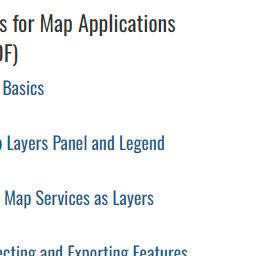 s for Map Applications
DF)
Basics
Layers Panel and Legend
Map Services as Layers
ecting and Exporting Features